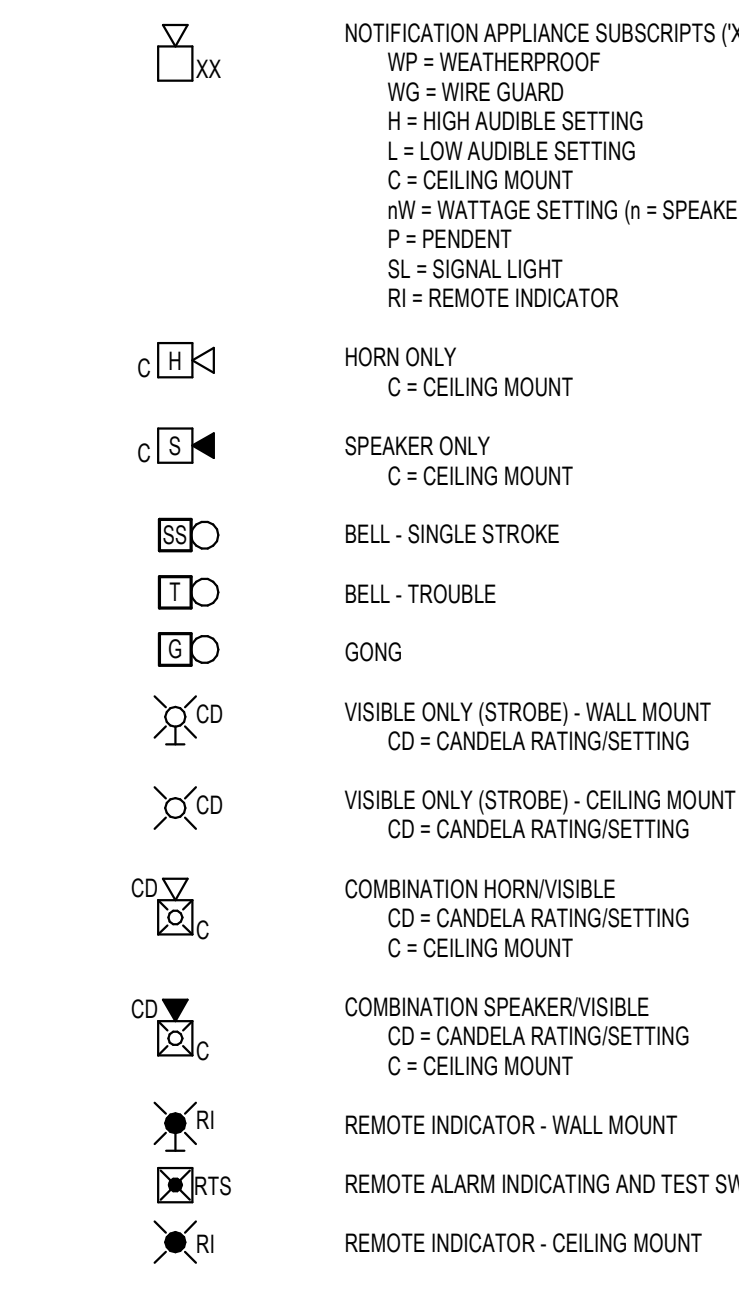 NOTIFICATION APPLIANCE SUBSCRIPTS
XX
WP = WEATHERPROOF
WG = WIRE GUARD
H = HIGH AUDIBLE SETTING
L = LOW AUDIBLE SETTING
C = CEILING MOUNT
nW = WATTAGE SETTING (n =
P = PENDENT
SL = SIGNAL LIGHT
RI = REMOTE INDICATOR
C H HORN ONLY
C = CEILING MOUNT
C S SPEAKER ONLY
C = CEILING MOUNT
SS BELL - SINGLE STROKE
T BELL - TROUBLE
G GONG
CD VISIBLE ONLY (STROBE) - WALL MOUNT
CD = CANDELA RATING/SETTING
CD VISIBLE ONLY (STROBE) - CEILING MOUNT
CD = CANDELA RATING/SETTING
CD COMBINATION HORN/VISIBLE
CD = CANDELA RATING/SETTING
C C = CEILING MOUNT
CD COMBINATION SPEAKER/VISIBLE
CD = CANDELA RATING/SETTING
C C = CEILING MOUNT
RI REMOTE INDICATOR - WALL MOUNT
RTS REMOTE ALARM INDICATING AND TEST
RI REMOTE INDICATOR - CEILING MOUNT